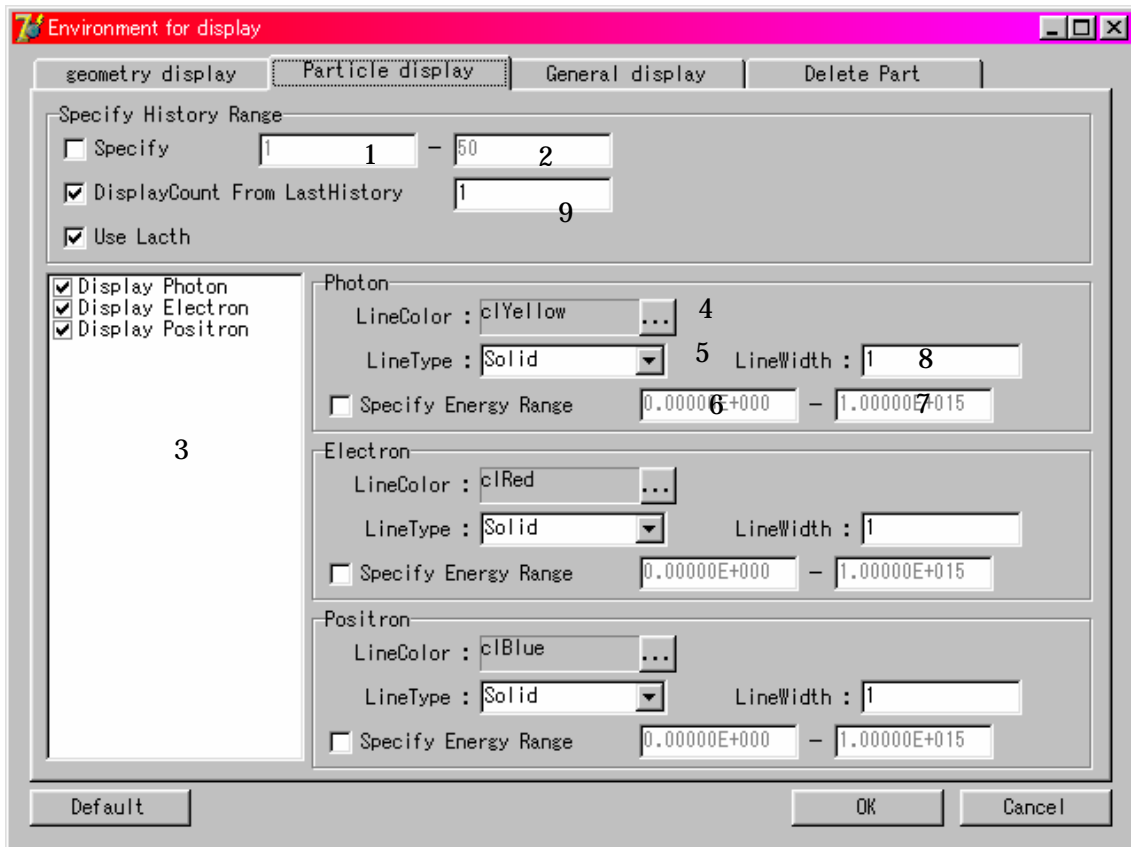 Environment for display
geometry display Particle display General display Delete Part
Specify History Range
Specify 1 1 - 50 2
DisplayCount From LastHistory 1 9
Use Lacth
Display Photon
Display Electron
Display Positron
3
Photon
LineColor : clYellow ... 4
LineType : Solid 5 LineWidth : 1 8
Specify Energy Range 0.00000E+000 6 - 1.00000E+015 7
Electron
LineColor : clRed ...
LineType : Solid LineWidth : 1
Specify Energy Range 0.00000E+000 - 1.00000E+015
Positron
LineColor : clBlue ...
LineType : Solid LineWidth : 1
Specify Energy Range 0.00000E+000 - 1.00000E+015
Default OK Cancel